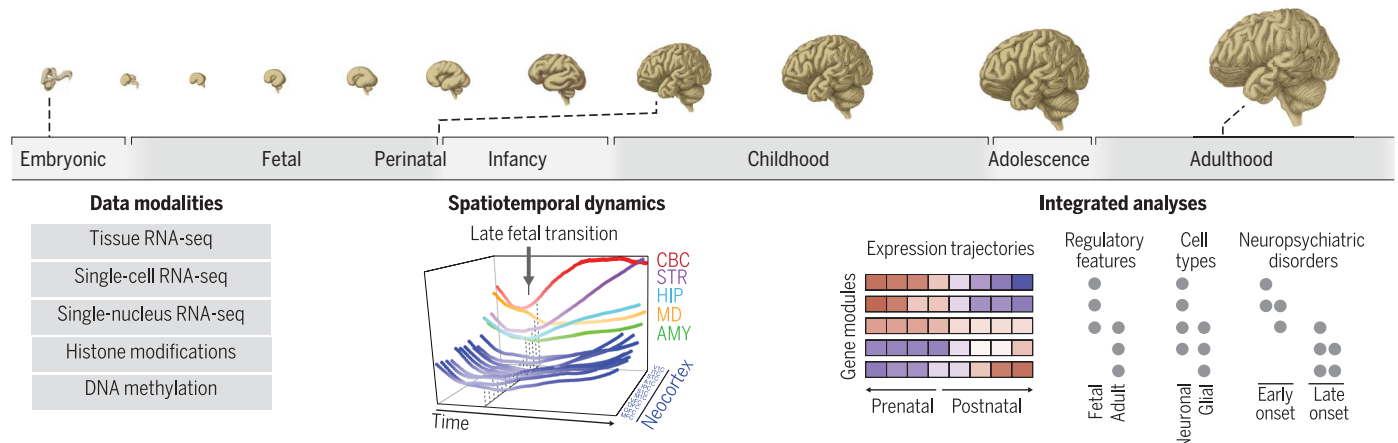 Embryonic
Fetal
Perinatal
Infancy
Childhood
Adolescence
Adulthood
Data modalities
Tissue RNA-seq
Single-cell RNA-seq
Single-nucleus RNA-seq
Histone modifications
DNA methylation
Spatiotemporal dynamics
Late fetal transition
CBC
STR
HIP
MD
AMY
Neocortex
Time
Integrated analyses
Expression trajectories
Gene modules
Prenatal
Postnatal
Regulatory
features
Fetal
Adult
Cell
types
Neuronal
Glial
Neuropsychiatric
disorders
Early
onset
Late
onset